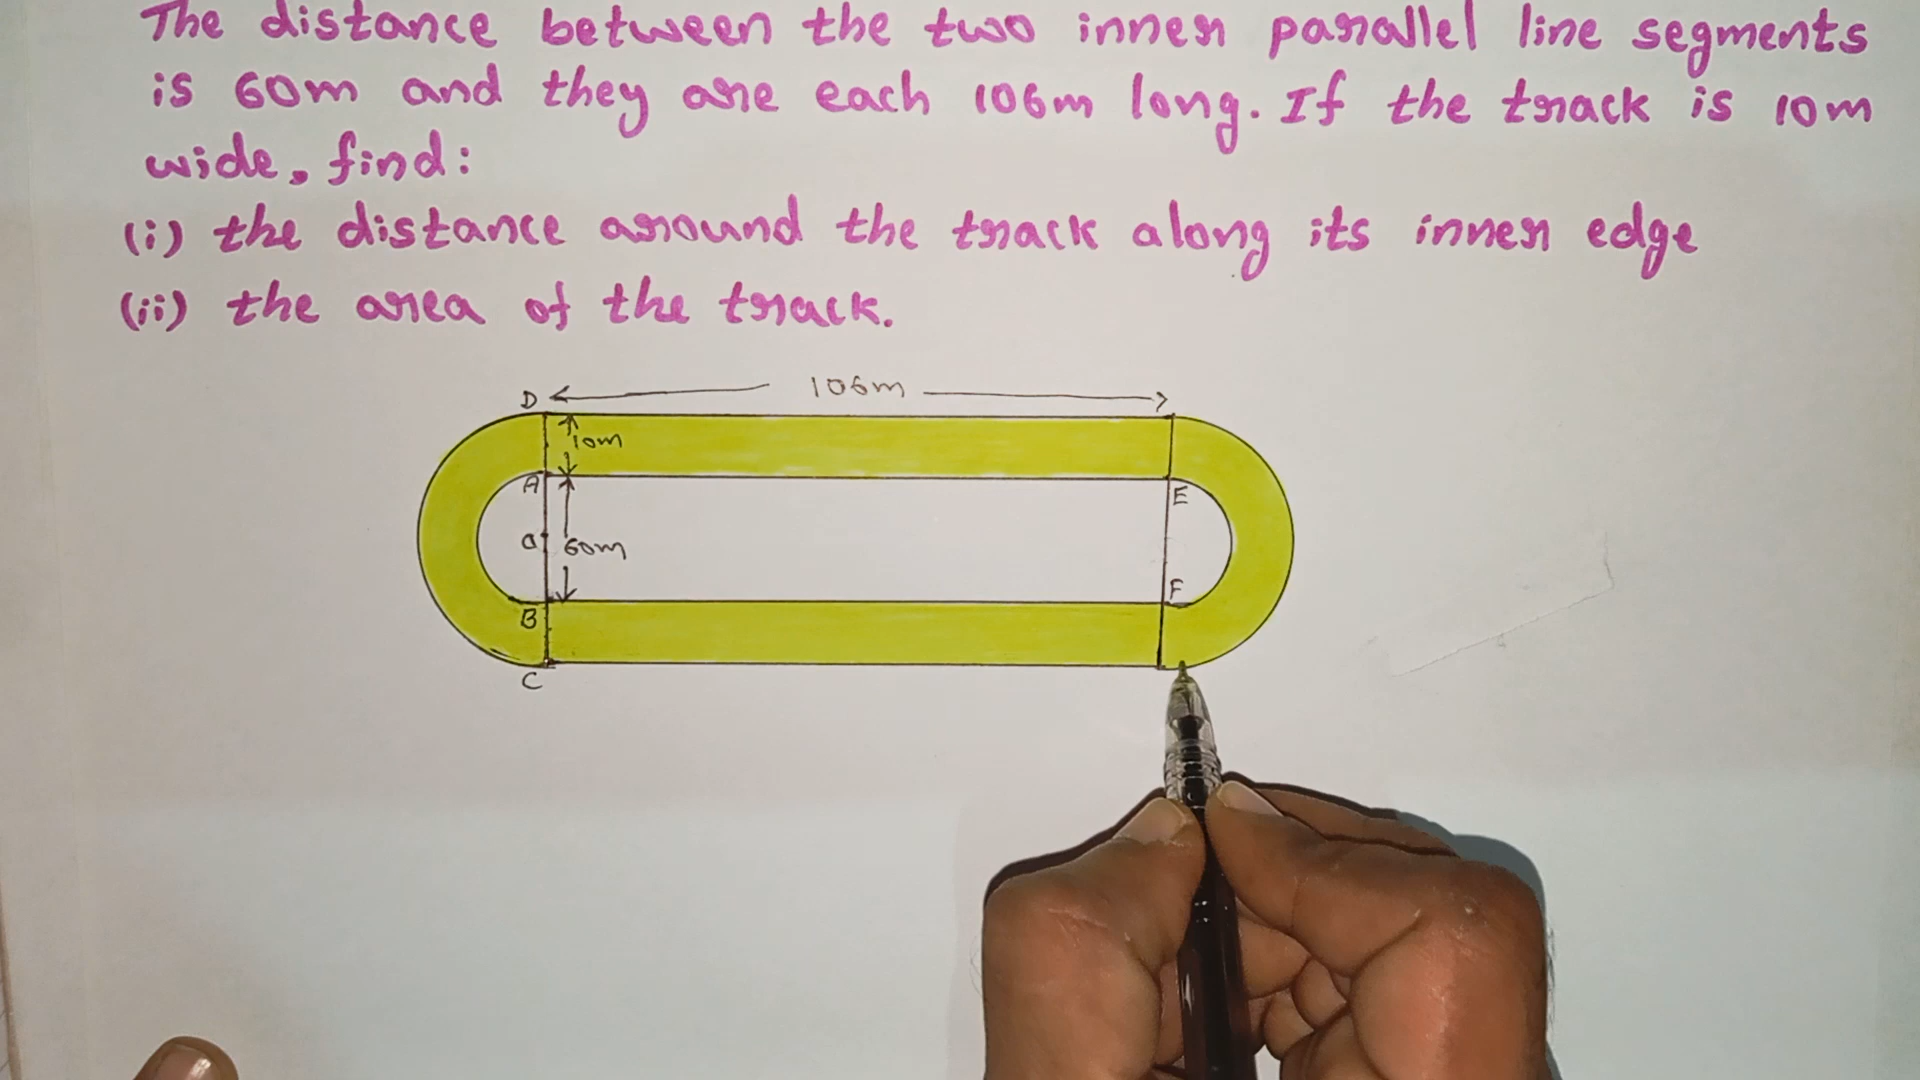 The distance between the two inner parallel line segments
is 60m and they are each 106m long. If the track is 10m
wide, find:
(i) the distance around the track along its inner edge
(ii) the area of the track.
106m
D
10m
A
E
O
60m
F
B
C